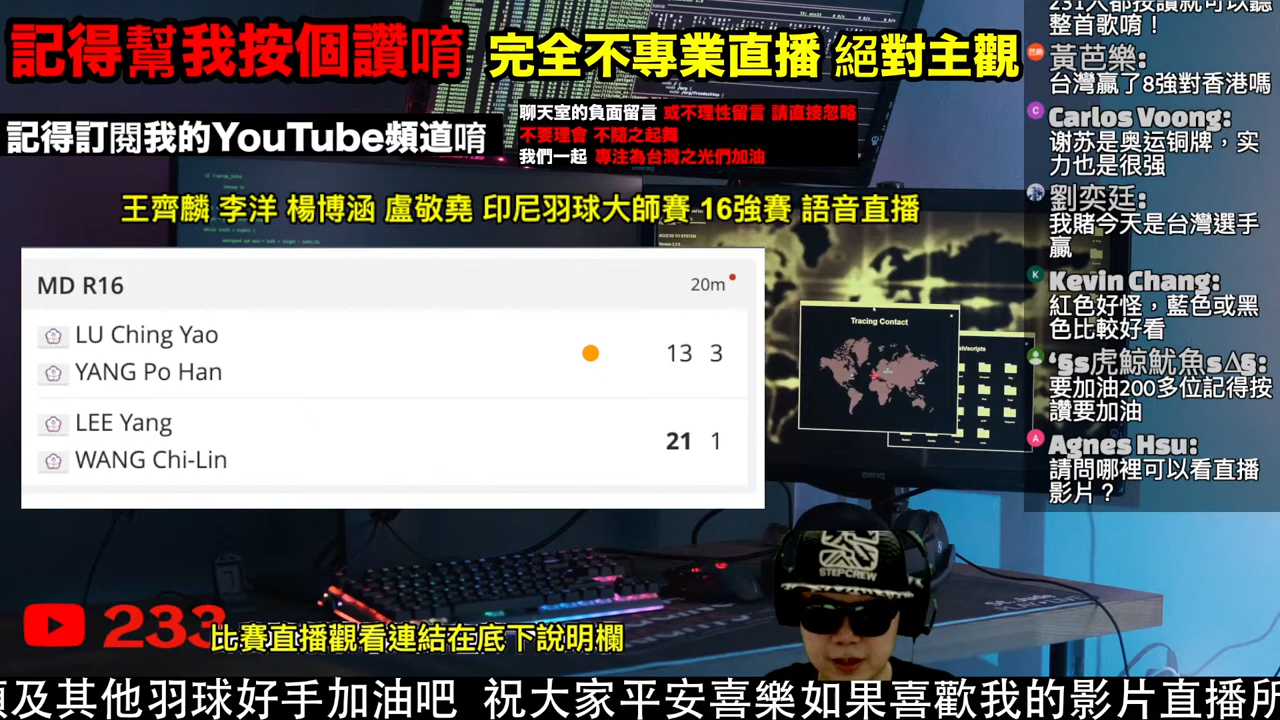 記得幫我按個讚唷
完全不專業直播 絕對主觀
記得訂閱我的YouTube頻道唷
聊天室的負面留言 或不理性留言 請直接忽略
不要理會 不隨之起舞
我們一起 專注為台灣之光們加油
王齊麟 李洋 楊博涵 盧敬堯 印尼羽球大師賽 16強賽 語音直播
MD R16
20m
LU Ching Yao
YANG Po Han
13 3
LEE Yang
WANG Chi-Lin
21 1
Tracing Contact
231人都按讚就可以聽
整首歌唷！
黃芭樂:
台灣贏了8強對香港嗎
Carlos Voong:
谢苏是奥运铜牌，实
力也是很强
劉奕廷:
我賭今天是台灣選手
贏
Kevin Chang:
紅色好怪，藍色或黑
色比較好看
‘§s虎鯨魷魚s∆§:
要加油200多位記得按
讚要加油
Agnes Hsu:
請問哪裡可以看直播
影片？
BenQ
STEPCREW
233
比賽直播觀看連結在底下說明欄
及其他羽球好手加油吧 祝大家平安喜樂如果喜歡我的影片直播所